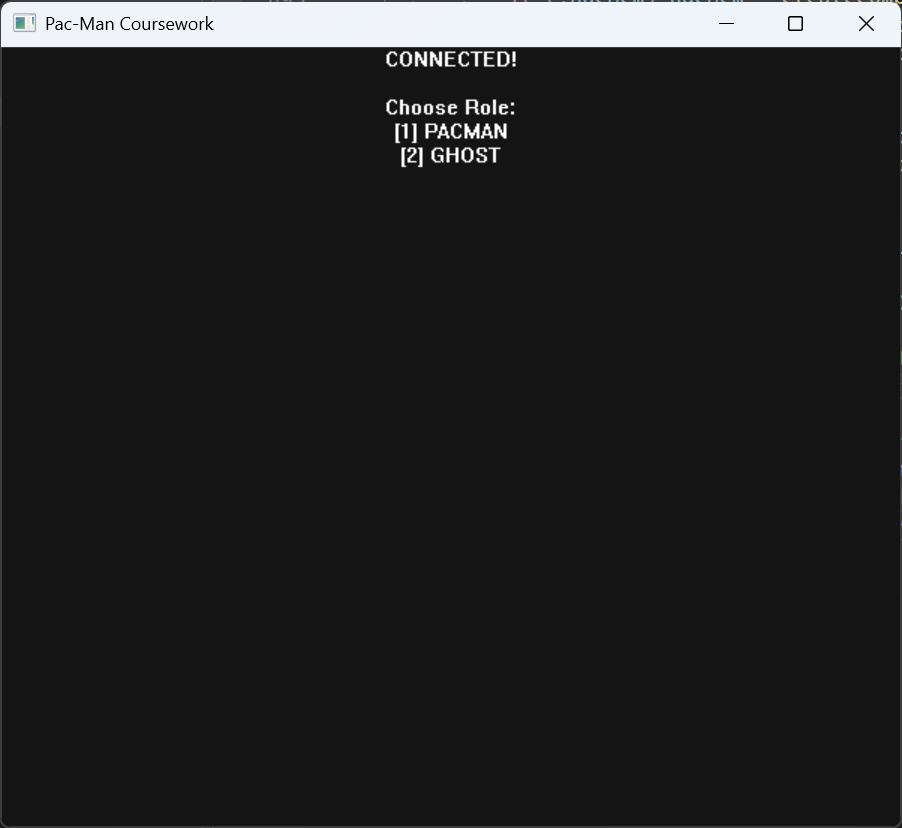 Pac-Man Coursework
CONNECTED!
Choose Role:
[1] PACMAN
[2] GHOST